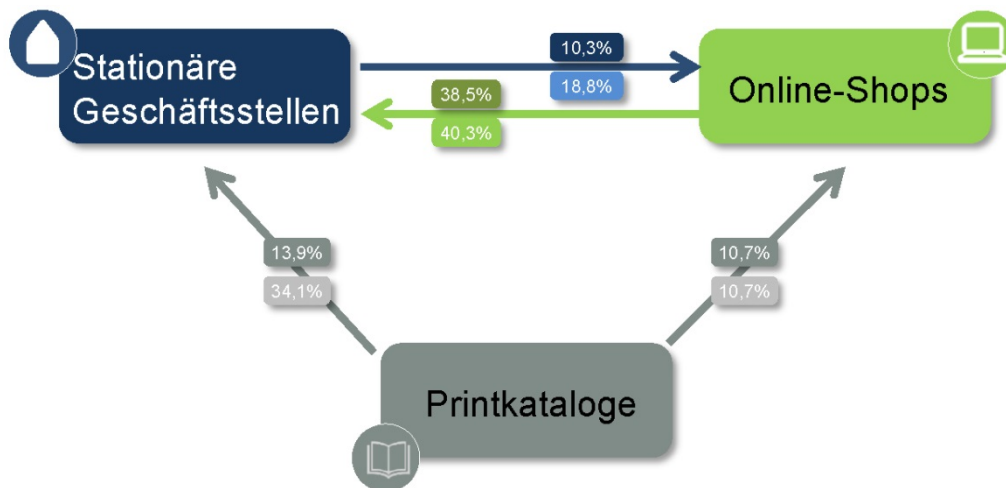 Stationäre
Geschäftsstellen
10,3%
18,8%
38,5%
40,3%
Online-Shops
13,9%
34,1%
10,7%
10,7%
Printkataloge